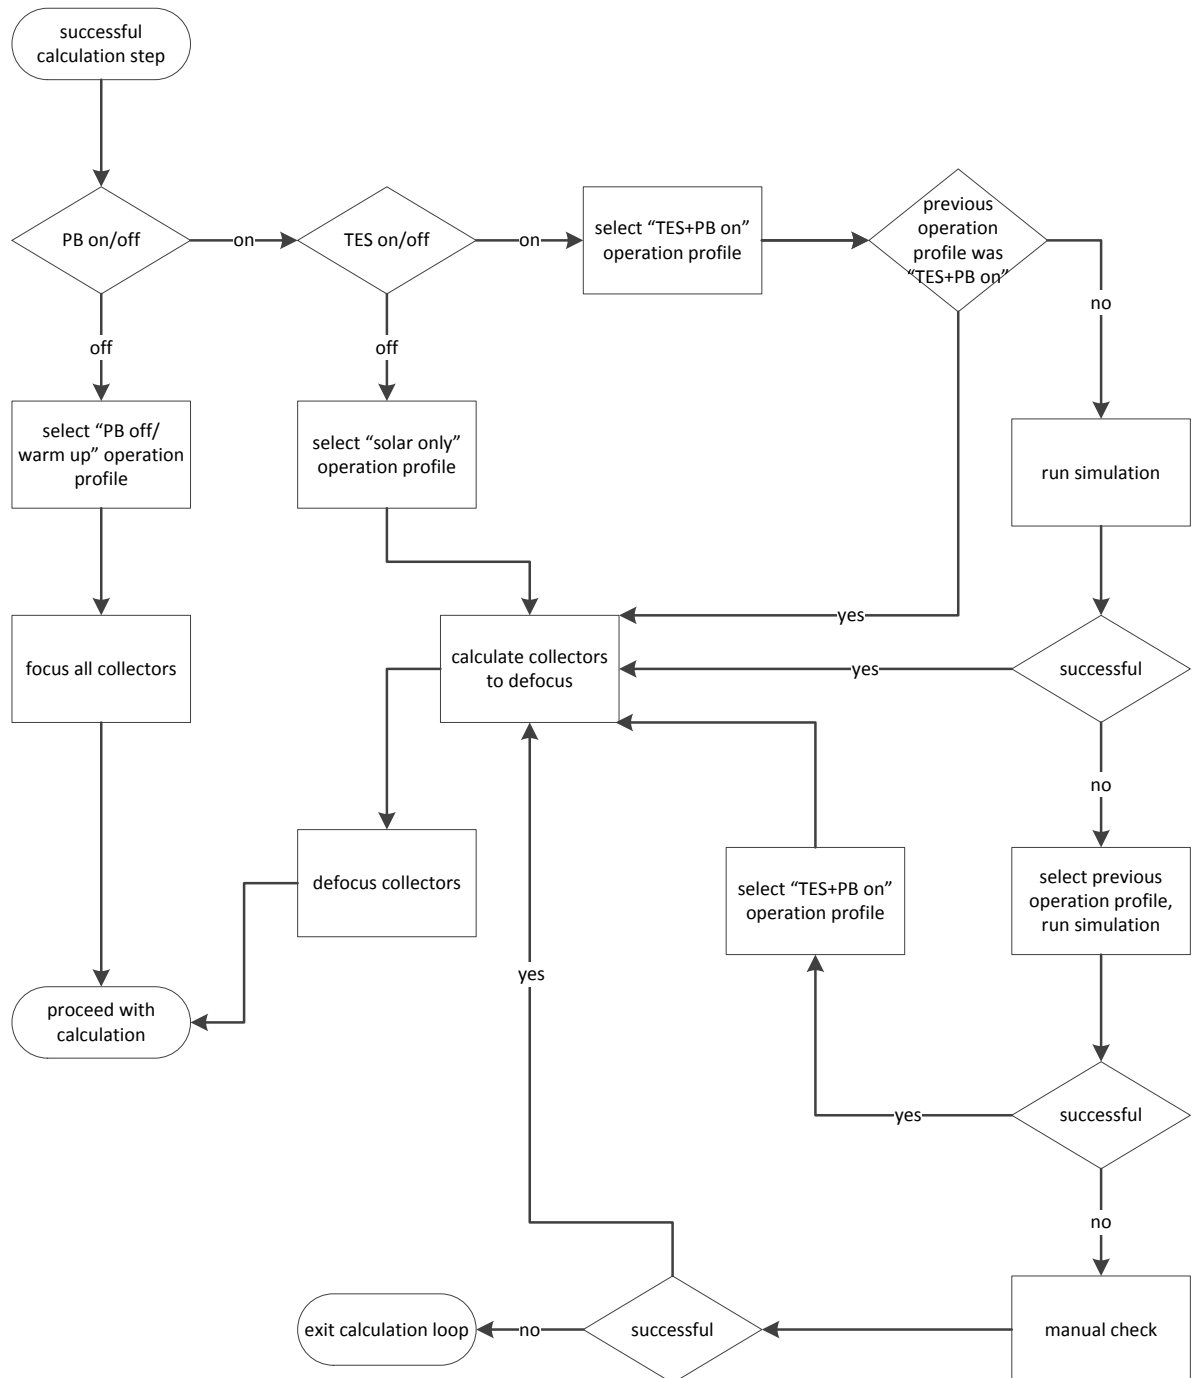 successful
calculation step
PB on/off
on
TES on/off
on
select “TES+PB on”
operation profile
previous
operation
profile was
“TES+PB on”
no
off
off
select “PB off/
warm up” operation
profile
select “solar only”
operation profile
run simulation
yes
focus all collectors
calculate collectors
to defocus
yes
successful
no
defocus collectors
select “TES+PB on”
operation profile
select previous
operation profile,
run simulation
yes
proceed with
calculation
yes
successful
no
exit calculation loop
no
successful
manual check